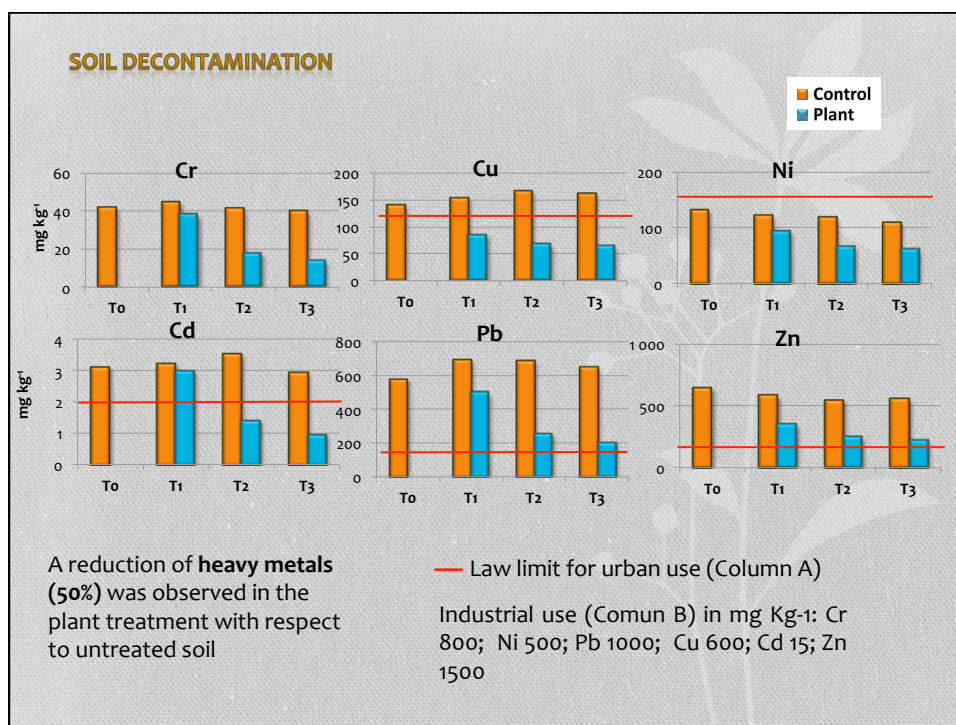 SOIL DECONTAMINATION
Control
Plant
Cr
60
40
20
0
mg kg-1
T0 T1 T2 T3
Cu
200
150
100
50
0
T0 T1 T2 T3
Ni
200
100
0
T0 T1 T2 T3
Cd
4
3
2
1
0
mg kg-1
T0 T1 T2 T3
Pb
800
600
400
200
0
T0 T1 T2 T3
Zn
1 000
500
0
T0 T1 T2 T3
A reduction of heavy metals
(50%) was observed in the
plant treatment with respect
to untreated soil
Law limit for urban use (Column A)
Industrial use (Comun B) in mg Kg-1: Cr
800; Ni 500; Pb 1000; Cu 600; Cd 15; Zn
1500